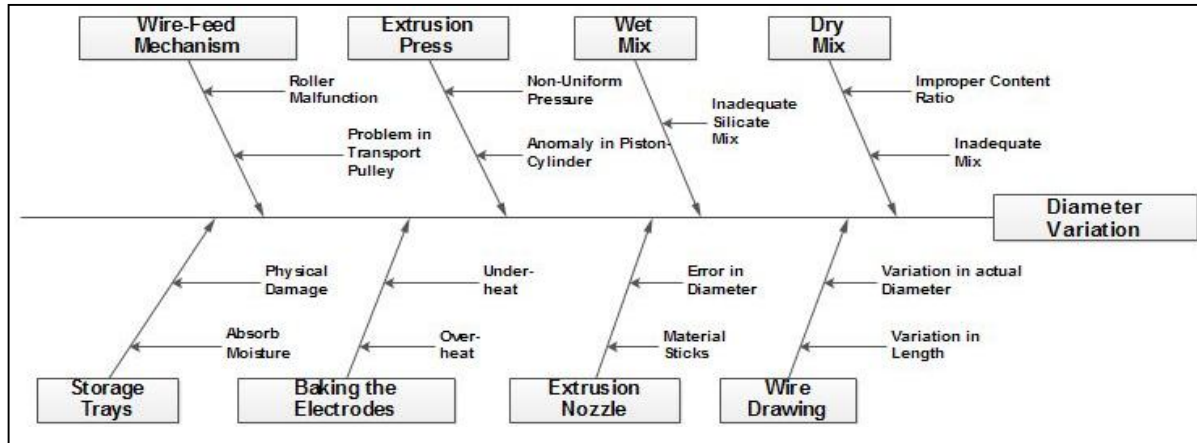 Wire-Feed
Mechanism
Extrusion
Press
Wet
Mix
Dry
Mix
Roller
Malfunction
Problem in
Transport
Pulley
Non-Uniform
Pressure
Anomaly in Piston-
Cylinder
Inadequate
Silicate
Mix
Improper Content
Ratio
Inadequate
Mix
Diameter
Variation
Physical
Damage
Absorb
Moisture
Under-
heat
Over-
heat
Error in
Diameter
Material
Sticks
Variation in actual
Diameter
Variation in
Length
Storage
Trays
Baking the
Electrodes
Extrusion
Nozzle
Wire
Drawing